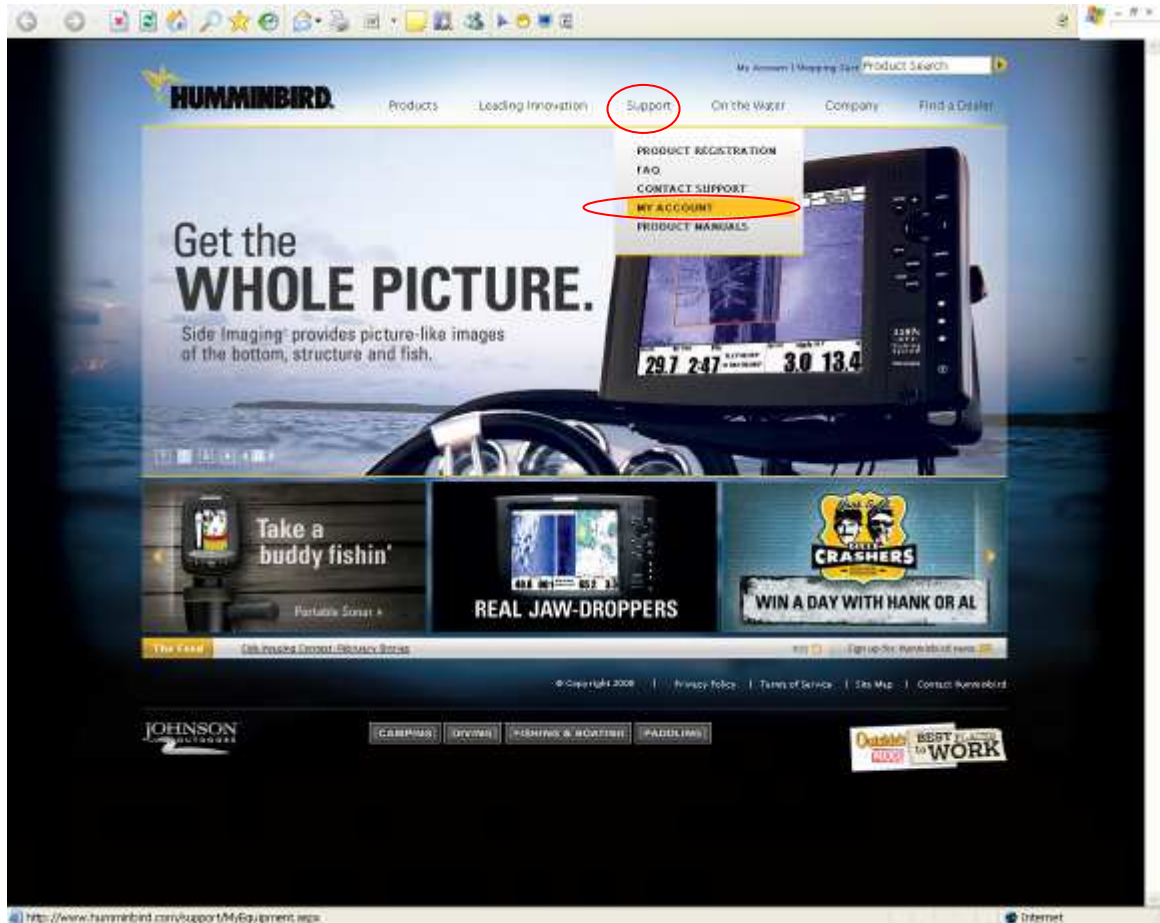 My Account | Shopping Cart Product Search
HUMMINBIRD.
Products Leading Innovation Support On the Water Company Find a Dealer
PRODUCT REGISTRATION
FAQ
CONTACT SUPPORT
MY ACCOUNT
PRODUCT MANUALS
Get the
WHOLE PICTURE.
Side Imaging® provides picture-like images
of the bottom, structure and fish.
29.7 2:47 3.0 13.4
Take a
buddy fishin'
Portable Sonar
CRASHERS
REAL JAW-DROPPERS
WIN A DAY WITH HANK OR AL
The Feed
Sign up for Humminbird news
© Copyright 2008 | Privacy Policy | Terms of Service | Site Map | Contact Humminbird
JOHNSON
OUTDOORS
CAMPING DIVING FISHING & BOATING PADDLING
Outside
BEST PLACES
to WORK
http://www.humminbird.com/support/MyEquipment.aspx Internet